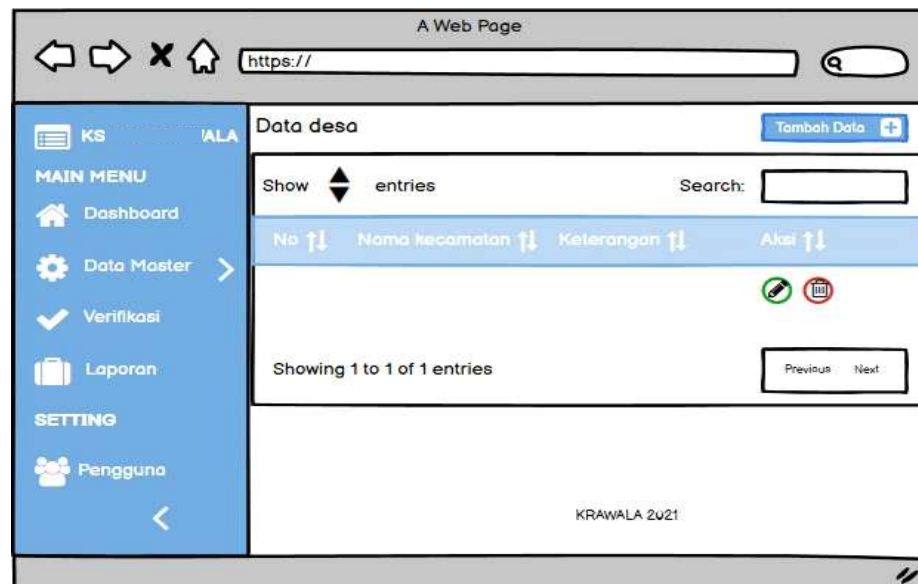 A Web Page
https://
KS WALA
Data desa
Tambah Data
MAIN MENU
Show entries
Search:
Dashboard
No Nama kecamatan Keterangan Aksi
Data Master
Verifikasi
Laporan
Showing 1 to 1 of 1 entries
Previous Next
SETTING
Pengguna
KRAWALA 2021